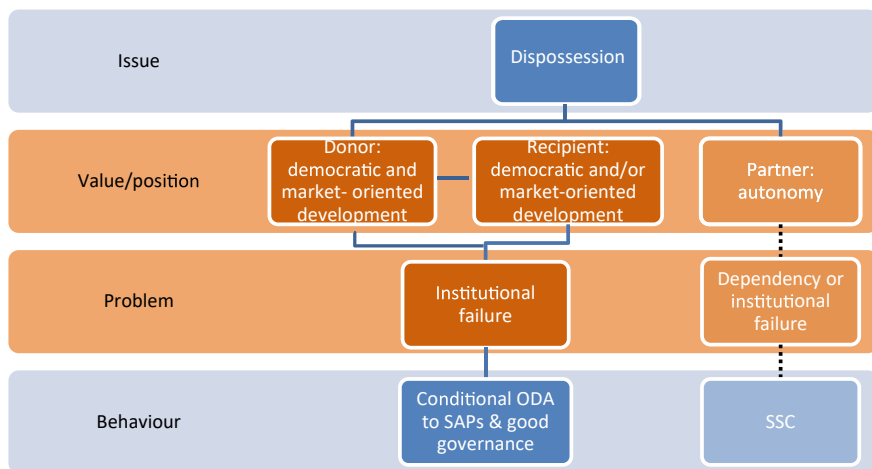 Issue
Dispossession
Value/position
Donor:
democratic and
market- oriented
development
Recipient:
democratic and/or
market-oriented
development
Partner:
autonomy
Problem
Institutional
failure
Dependency or
institutional
failure
Behaviour
Conditional ODA
to SAPs & good
governance
SSC